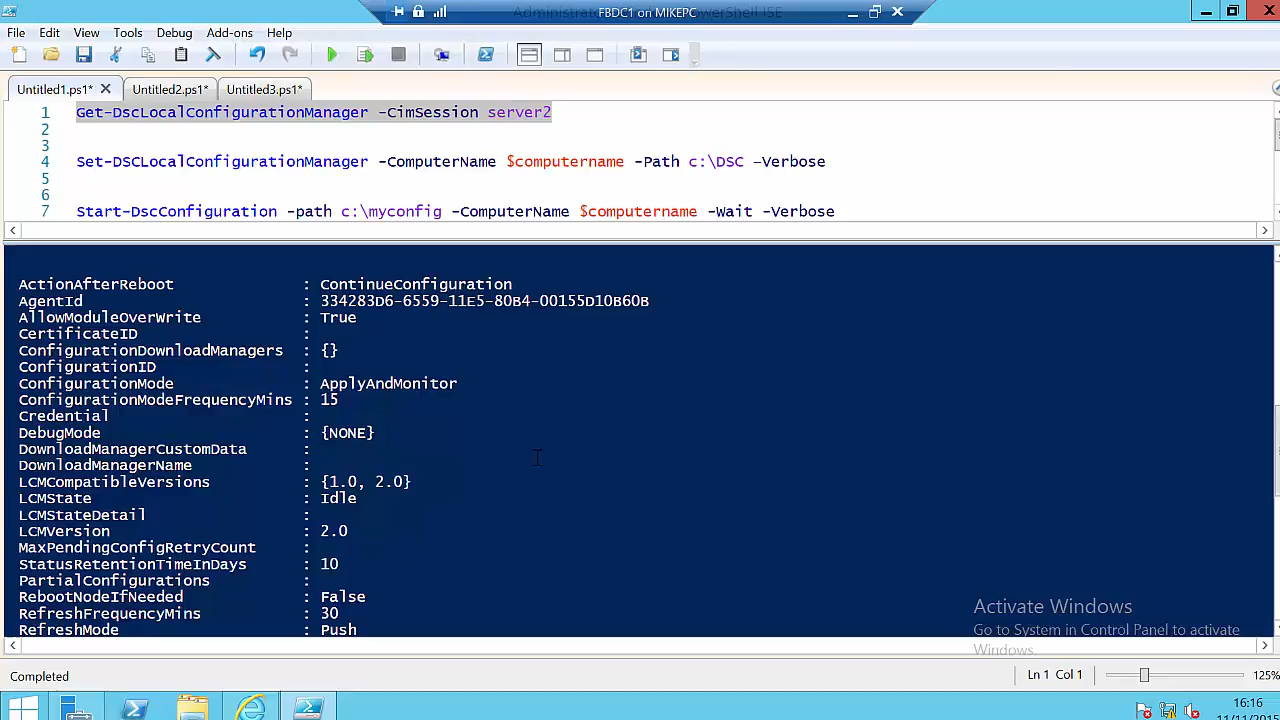 Administrator: Windows PowerShell ISE
FBDC1 on MIKEPC
File Edit View Tools Debug Add-ons Help
Untitled1.ps1* X Untitled2.ps1* Untitled3.ps1*
1 Get-DscLocalConfigurationManager -CimSession server2
2
3
4 Set-DSCLocalConfigurationManager -ComputerName $computername -Path c:\DSC –Verbose
5
6
7 Start-DscConfiguration -path c:\myconfig -ComputerName $computername -Wait -Verbose
ActionAfterReboot : ContinueConfiguration
AgentId : 334283D6-6559-11E5-80B4-00155D10B60B
AllowModuleOverWrite : True
CertificateID :
ConfigurationDownloadManagers : {}
ConfigurationID :
ConfigurationMode : ApplyAndMonitor
ConfigurationModeFrequencyMins : 15
Credential :
DebugMode : {NONE}
DownloadManagerCustomData :
DownloadManagerName :
LCMCompatibleVersions : {1.0, 2.0}
LCMState : Idle
LCMStateDetail :
LCMVersion : 2.0
MaxPendingConfigRetryCount :
StatusRetentionTimeInDays : 10
PartialConfigurations :
RebootNodeIfNeeded : False
RefreshFrequencyMins : 30
RefreshMode : Push
Activate Windows
Go to System in Control Panel to activate
Windows.
Completed
Ln 1 Col 1
125%
16:16
11/11/2015